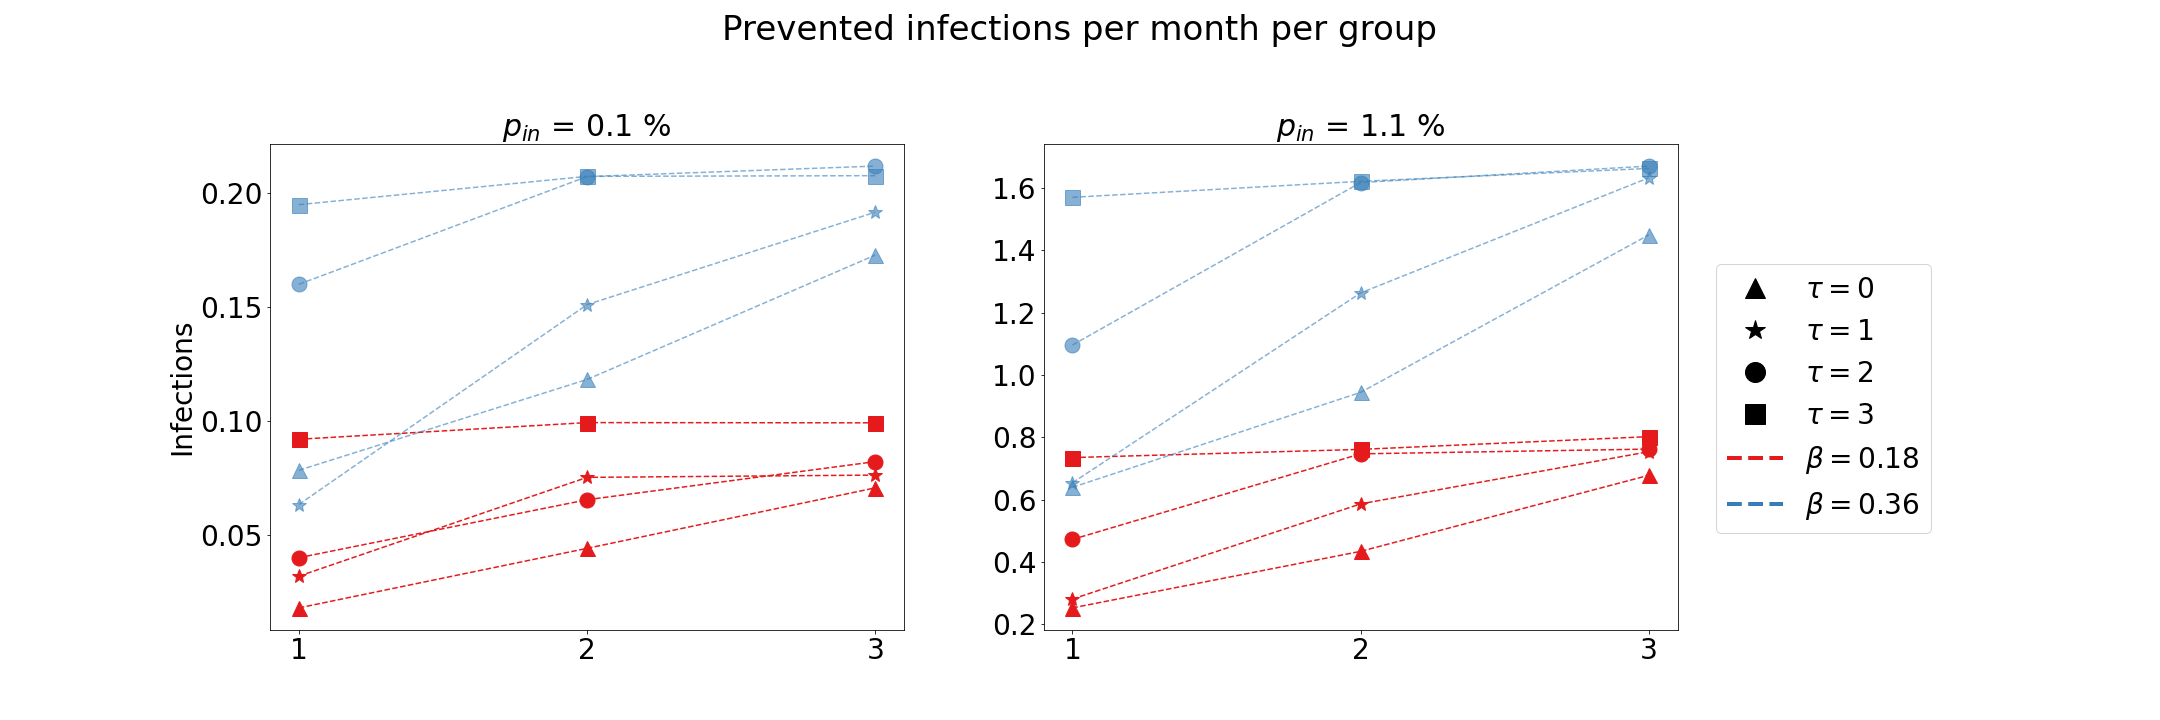 Prevented infections per month per group
p_in = 0.1 %
p_in = 1.1 %
Infections
0.20
0.15
0.10
0.05
1 2 3
1.6
1.4
1.2
1.0
0.8
0.6
0.4
0.2
1 2 3
τ = 0
τ = 1
τ = 2
τ = 3
β = 0.18
β = 0.36